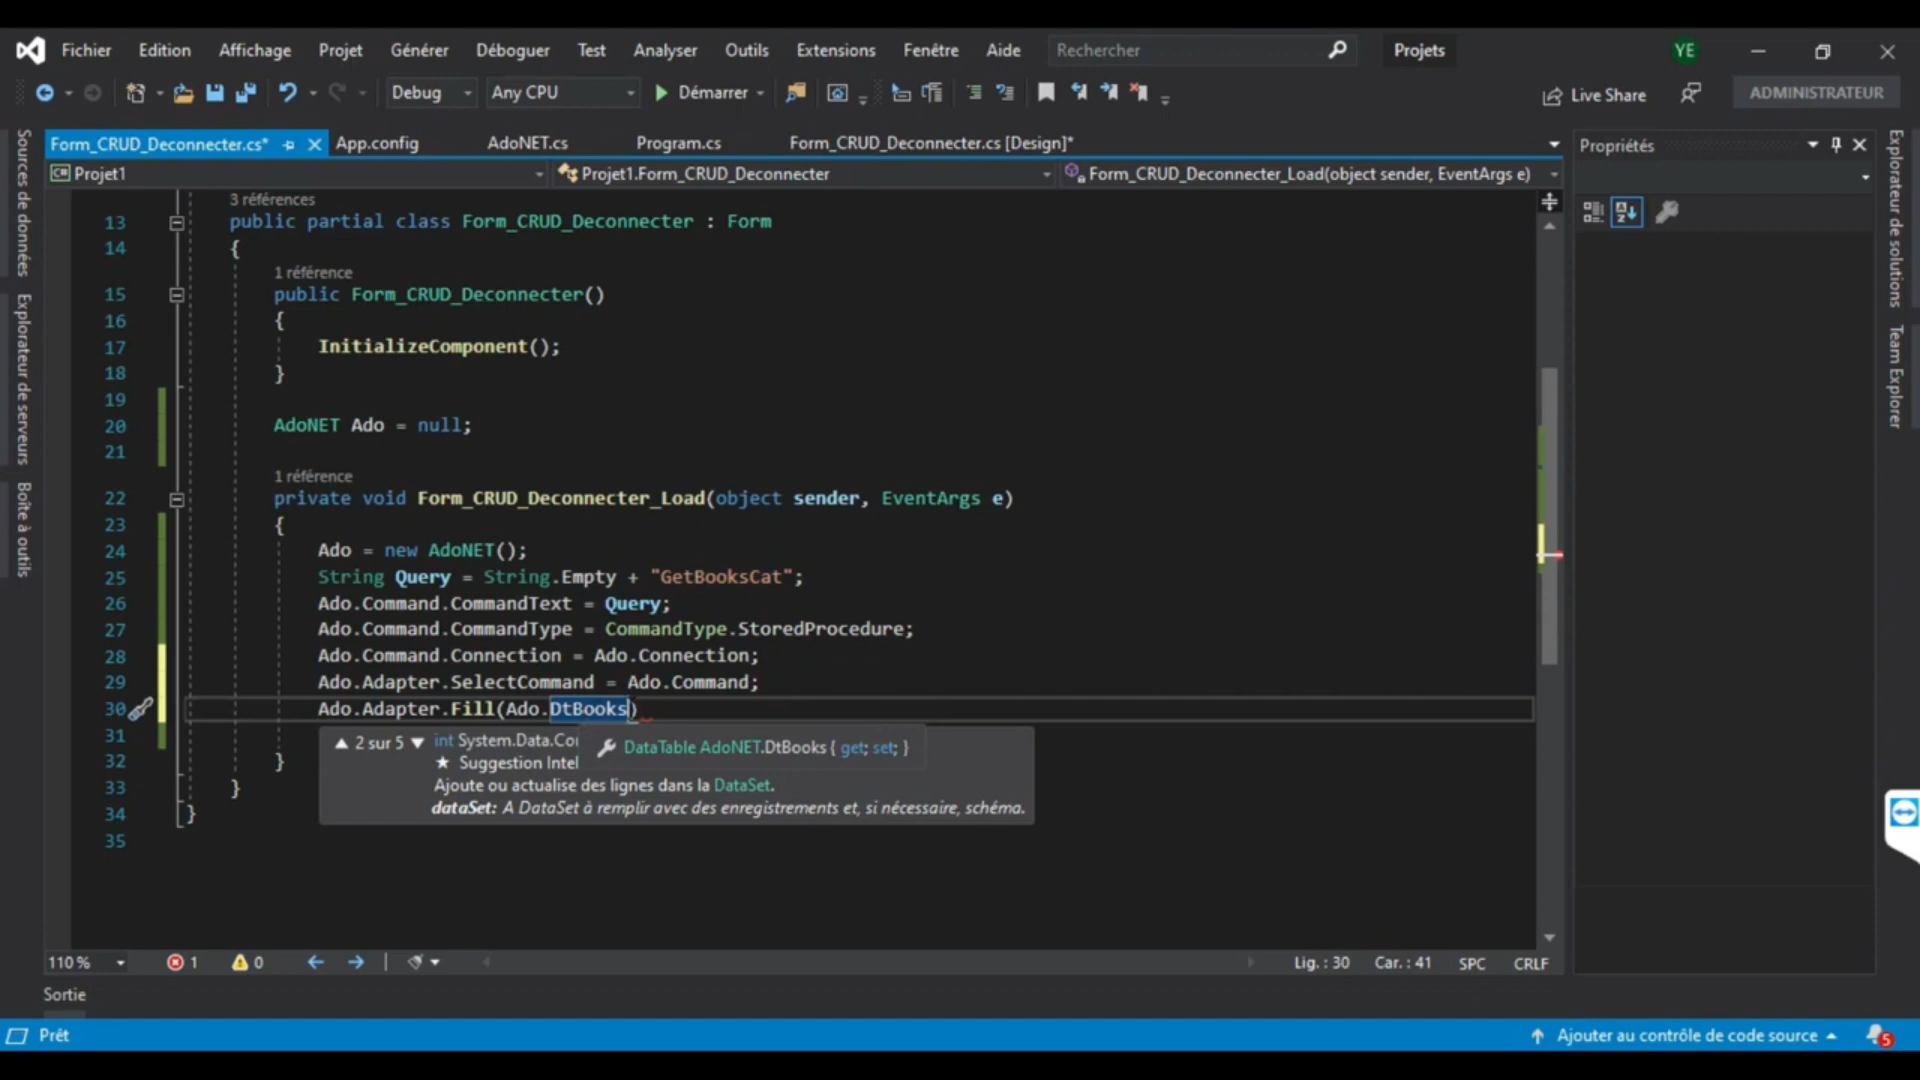 Fichier Edition Affichage Projet Générer Déboguer Test Analyser Outils Extensions Fenêtre Aide Rechercher Projets YE
Debug Any CPU Démarrer Live Share ADMINISTRATEUR
Form_CRUD_Deconnecter.cs* App.config AdoNET.cs Program.cs Form_CRUD_Deconnecter.cs [Design]* Propriétés
Projet1 Projet1.Form_CRUD_Deconnecter Form_CRUD_Deconnecter_Load(object sender, EventArgs e)
Sources de données
Explorateur de serveurs
Boîte à outils
3 références
13 public partial class Form_CRUD_Deconnecter : Form
14 {
1 référence
15 public Form_CRUD_Deconnecter()
16 {
17 InitializeComponent();
18 }
19
20 AdoNET Ado = null;
21
1 référence
22 private void Form_CRUD_Deconnecter_Load(object sender, EventArgs e)
23 {
24 Ado = new AdoNET();
25 String Query = String.Empty + "GetBooksCat";
26 Ado.Command.CommandText = Query;
27 Ado.Command.CommandType = CommandType.StoredProcedure;
28 Ado.Command.Connection = Ado.Connection;
29 Ado.Adapter.SelectCommand = Ado.Command;
30 Ado.Adapter.Fill(Ado.DtBooks)
31
32 }
33 }
34 }
35
▲ 2 sur 5 ▼ int System.Data.Co
DataTable AdoNET.DtBooks { get; set; }
★ Suggestion Intel
Ajoute ou actualise des lignes dans la DataSet.
dataSet: A DataSet à remplir avec des enregistrements et, si nécessaire, schéma.
Explorateur de solutions
Team Explorer
110 % 1 0 Lig. : 30 Car. : 41 SPC CRLF
Sortie
Prêt Ajouter au contrôle de code source 5